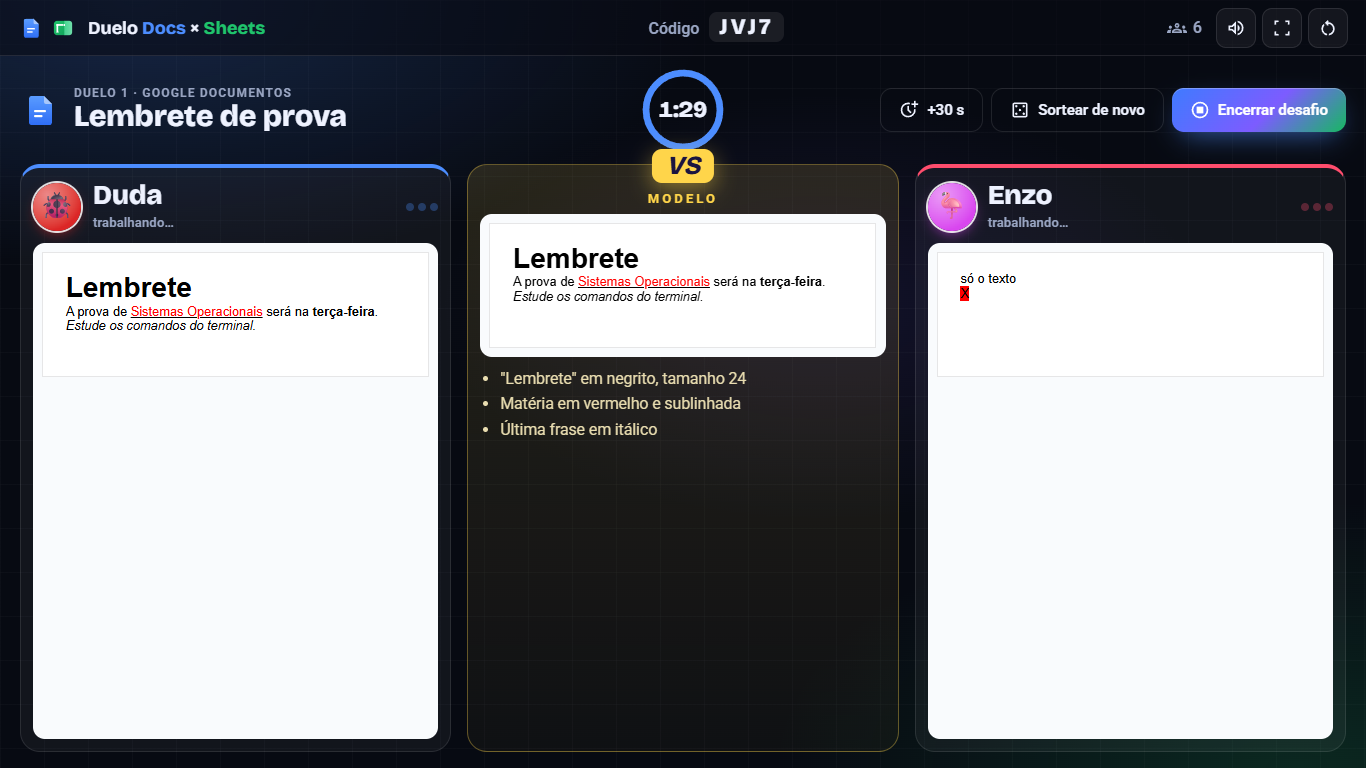 Duelo Docs × Sheets
Código JVJ7
6
DUELO 1 · GOOGLE DOCUMENTOS
Lembrete de prova
1:29
+30 s
Sortear de novo
Encerrar desafio
VS
Duda
trabalhando...
Lembrete
A prova de Sistemas Operacionais será na terça-feira.
Estude os comandos do terminal.
MODELO
Lembrete
A prova de Sistemas Operacionais será na terça-feira.
Estude os comandos do terminal.
• "Lembrete" em negrito, tamanho 24
• Matéria em vermelho e sublinhada
• Última frase em itálico
Enzo
trabalhando...
só o texto
X